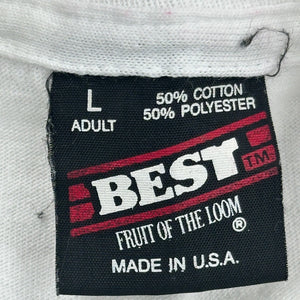 L
ADULT
50% COTTON
50% POLYESTER
BEST TM
FRUIT OF THE LOOM ®
MADE IN U.S.A.